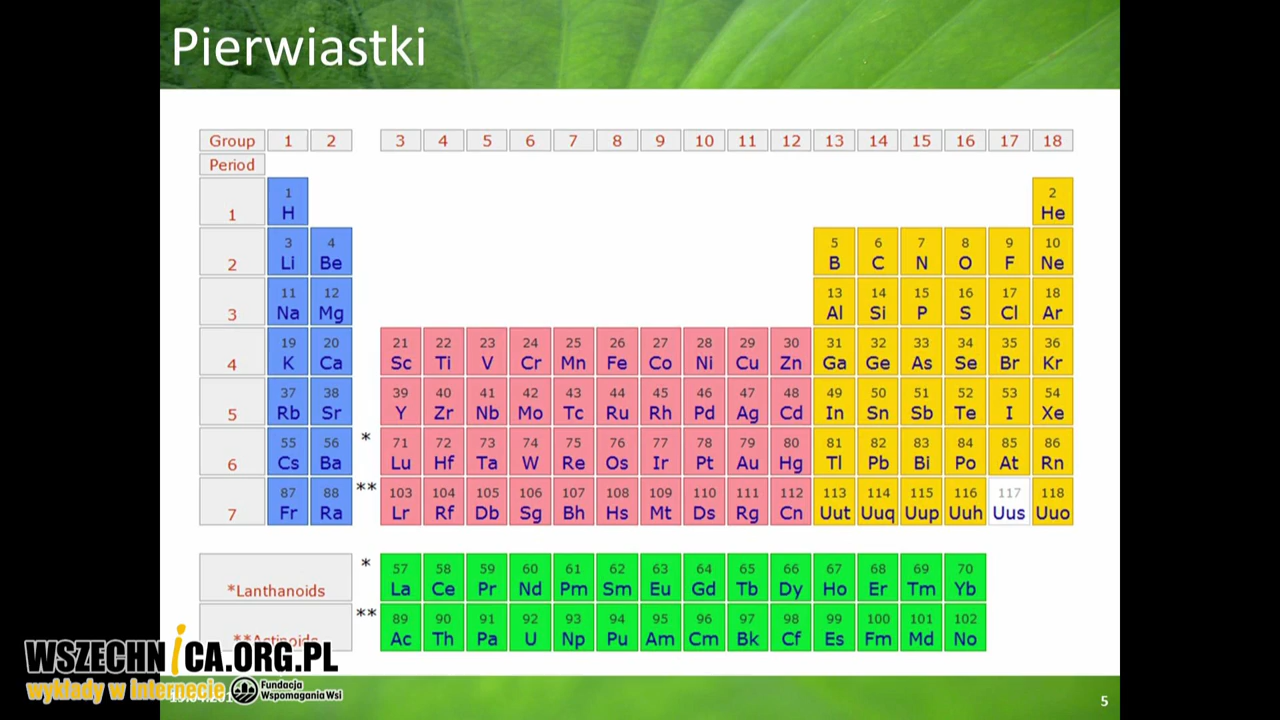 Pierwiastki
Group 1 2 3 4 5 6 7 8 9 10 11 12 13 14 15 16 17 18
Period
1 2
1 H He
3 4 5 6 7 8 9 10
2 Li Be B C N O F Ne
11 12 13 14 15 16 17 18
3 Na Mg Al Si P S Cl Ar
19 20 21 22 23 24 25 26 27 28 29 30 31 32 33 34 35 36
4 K Ca Sc Ti V Cr Mn Fe Co Ni Cu Zn Ga Ge As Se Br Kr
37 38 39 40 41 42 43 44 45 46 47 48 49 50 51 52 53 54
5 Rb Sr Y Zr Nb Mo Tc Ru Rh Pd Ag Cd In Sn Sb Te I Xe
55 56 * 71 72 73 74 75 76 77 78 79 80 81 82 83 84 85 86
6 Cs Ba Lu Hf Ta W Re Os Ir Pt Au Hg Tl Pb Bi Po At Rn
87 88 ** 103 104 105 106 107 108 109 110 111 112 113 114 115 116 117 118
7 Fr Ra Lr Rf Db Sg Bh Hs Mt Ds Rg Cn Uut Uuq Uup Uuh Uus Uuo
* 57 58 59 60 61 62 63 64 65 66 67 68 69 70
*Lanthanoids La Ce Pr Nd Pm Sm Eu Gd Tb Dy Ho Er Tm Yb
** 89 90 91 92 93 94 95 96 97 98 99 100 101 102
**Actinoids Ac Th Pa U Np Pu Am Cm Bk Cf Es Fm Md No
WSZECHNICA.ORG.PL
wykłady w internecie
Fundacja
Wspomagania Wsi
5